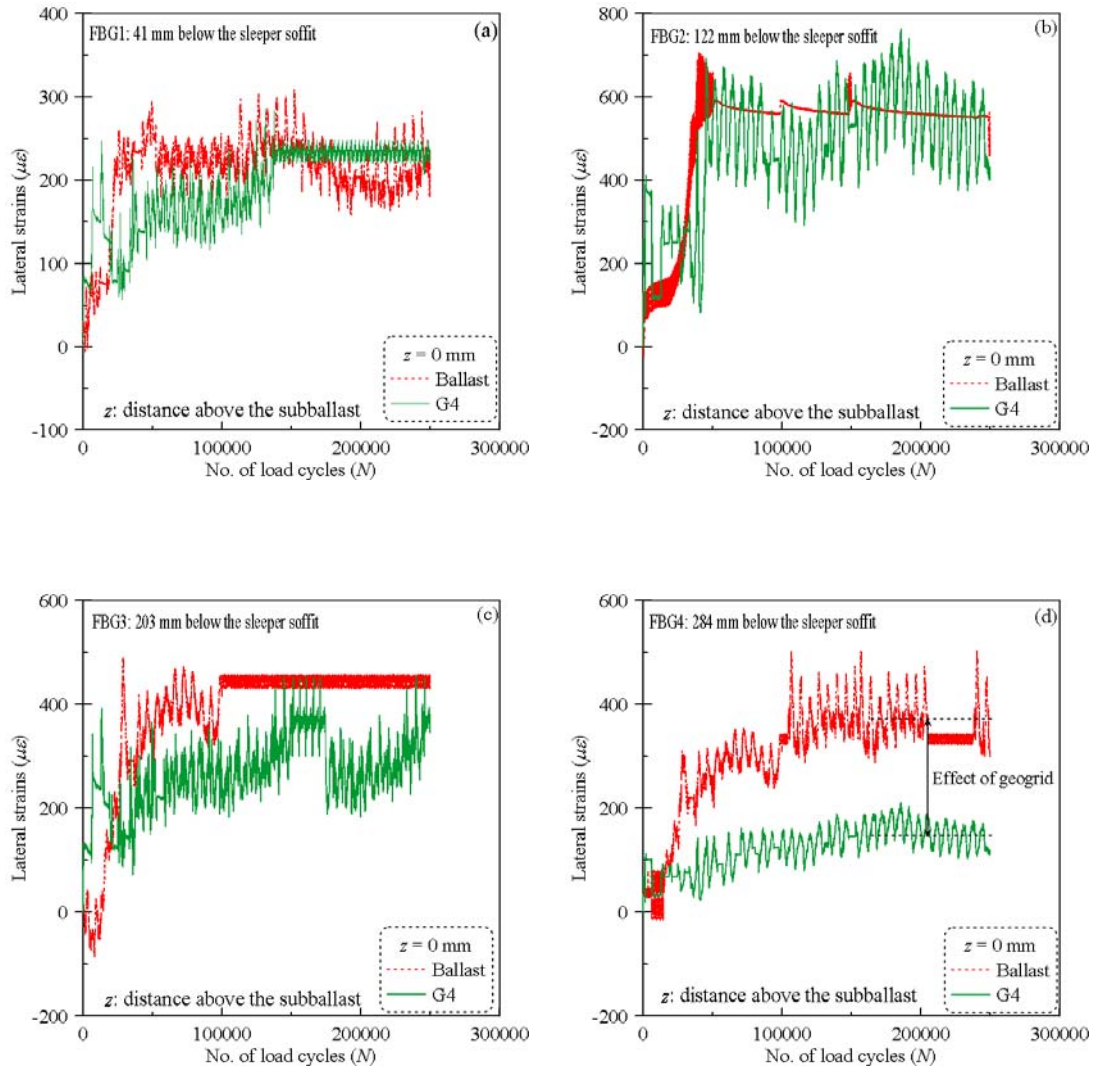 FBG1: 41 mm below the sleeper soffit
(a)
400
300
200
100
0
-100
Lateral strains (με)
z = 0 mm
Ballast
G4
z: distance above the subballast
0
100000
200000
300000
No. of load cycles (N)
FBG2: 122 mm below the sleeper soffit
(b)
800
600
400
200
0
-200
Lateral strains (με)
z = 0 mm
Ballast
G4
z: distance above the subballast
0
100000
200000
300000
No. of load cycles (N)
FBG3: 203 mm below the sleeper soffit
(c)
600
400
200
0
-200
Lateral strains (με)
z = 0 mm
Ballast
G4
z: distance above the subballast
0
100000
200000
300000
No. of load cycles (N)
FBG4: 284 mm below the sleeper soffit
(d)
600
400
200
0
-200
Lateral strains (με)
Effect of geogrid
z = 0 mm
Ballast
G4
z: distance above the subballast
0
100000
200000
300000
No. of load cycles (N)